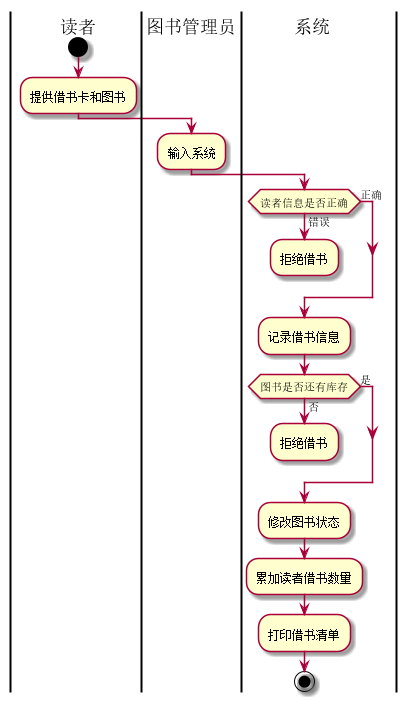 读者
图书管理员
系统
提供借书卡和图书
输入系统
读者信息是否正确
正确
错误
拒绝借书
记录借书信息
图书是否还有库存
是
否
拒绝借书
修改图书状态
累加读者借书数量
打印借书清单